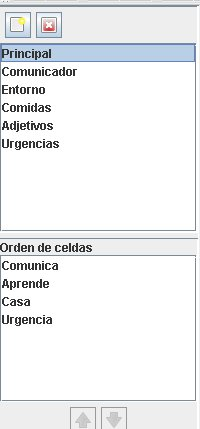 Principal
Comunicador
Entorno
Comidas
Adjetivos
Urgencias
Orden de celdas
Comunica
Aprende
Casa
Urgencia